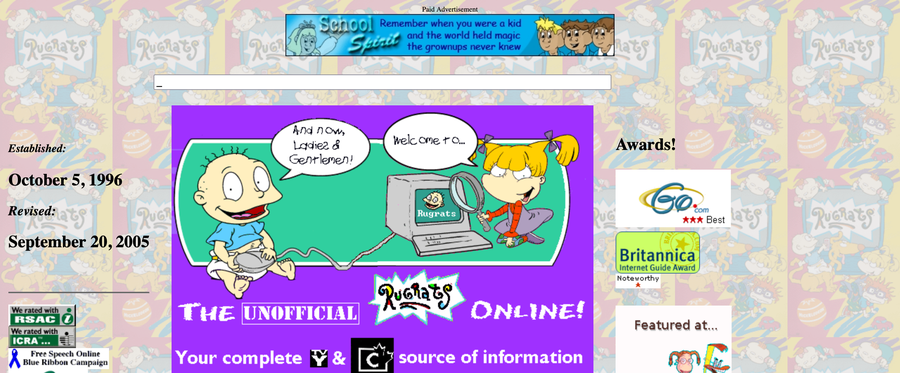 Paid Advertisement
School Spirit
Remember when you were a kid
and the world held magic
the grownups never knew
_
Established:
October 5, 1996
Revised:
September 20, 2005
We rated with
RSAC i
We rated with
ICRA™... i
Free Speech Online
Blue Ribbon Campaign
And now,
Ladies &
Gentlemen!
Welcome to...
Rugrats
THE UNOFFICIAL RUGRATS ONLINE!
Your complete Y & C source of information
Awards!
Go.com
Best
Britannica
Internet Guide Award
Noteworthy
Featured at...